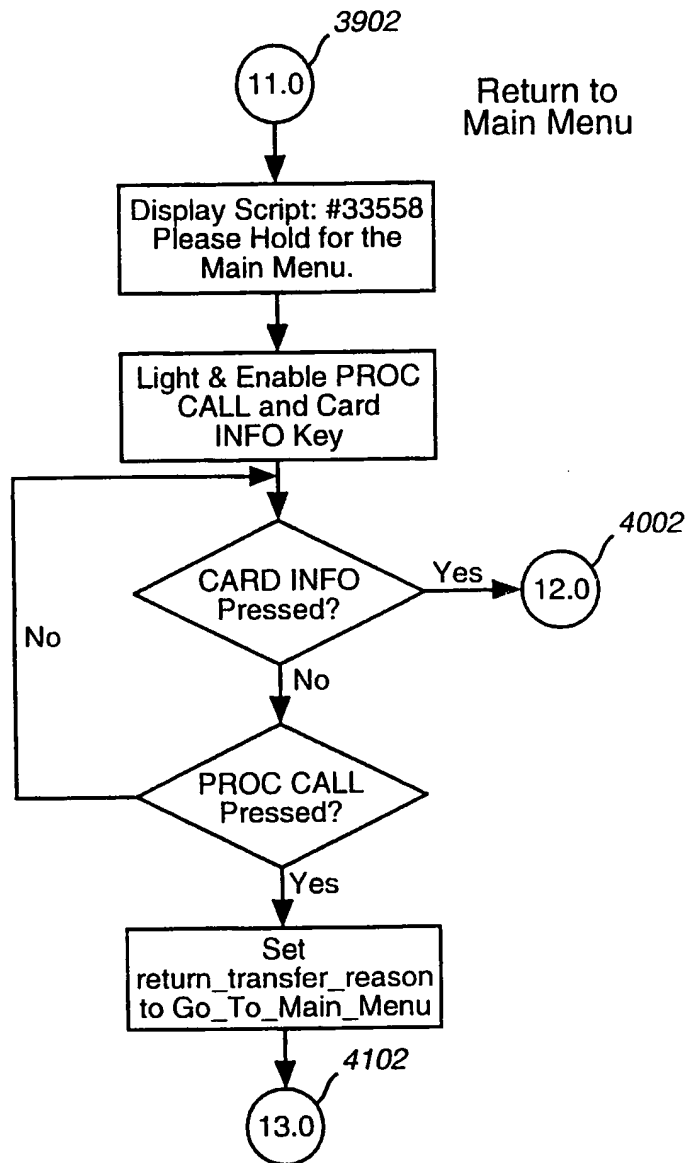 3902
11.0
Return to
Main Menu
Display Script: #33558
Please Hold for the
Main Menu.
Light & Enable PROC
CALL and Card
INFO Key
4002
CARD INFO
Pressed?
Yes
12.0
No
No
PROC CALL
Pressed?
Yes
Set
return_transfer_reason
to Go_To_Main_Menu
4102
13.0